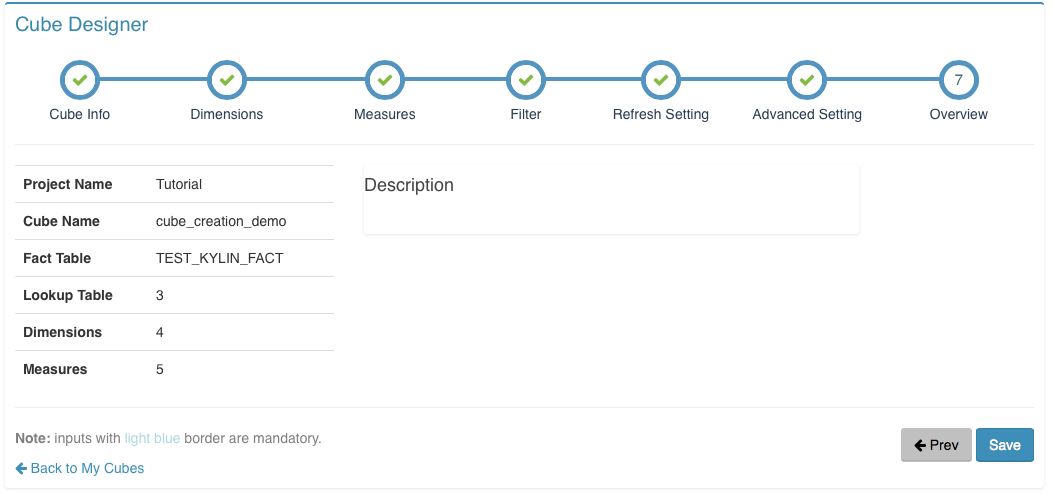 Cube Designer
7
Cube Info Dimensions Measures Filter Refresh Setting Advanced Setting Overview
Project Name Tutorial
Description
Cube Name cube_creation_demo
Fact Table TEST_KYLIN_FACT
Lookup Table 3
Dimensions 4
Measures 5
Note: inputs with light blue border are mandatory.
Prev Save
Back to My Cubes